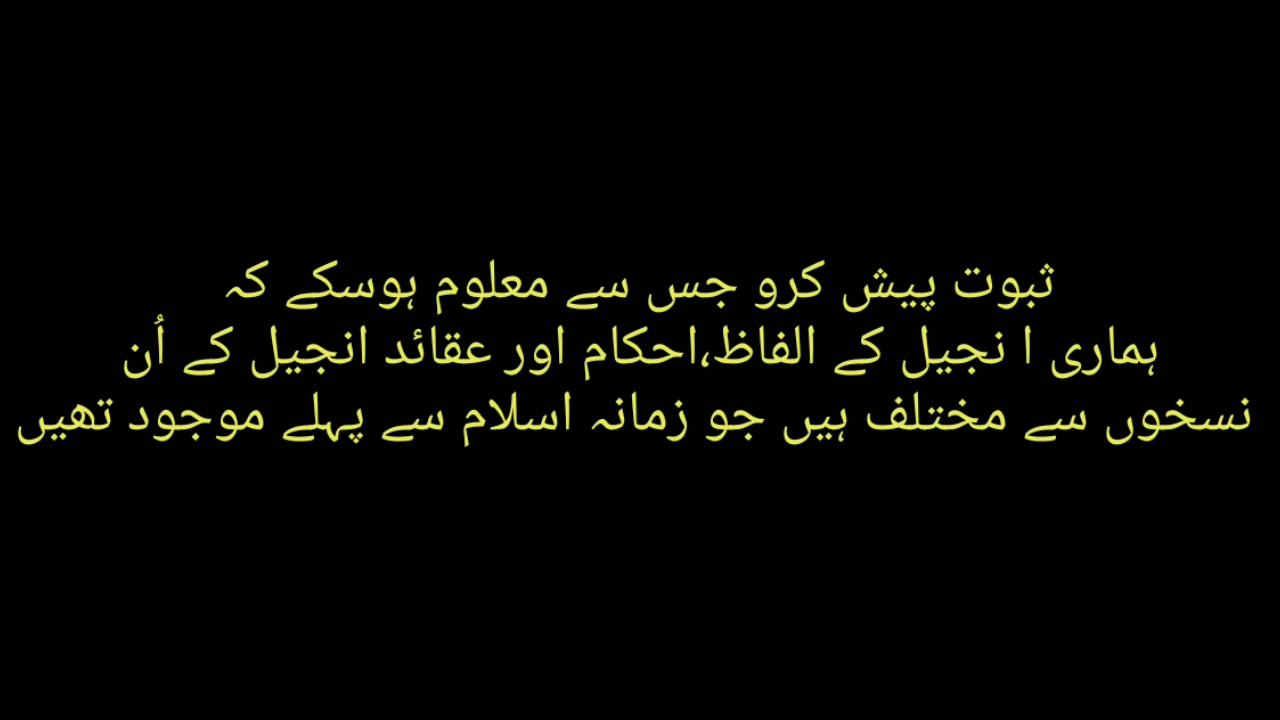 ثبوت پیش کرو جس سے معلوم ہوسکے کہ
ہماری ا نجیل کے الفاظ،احکام اور عقائد انجیل کے اُن
نسخوں سے مختلف ہیں جو زمانہ اسلام سے پہلے موجود تھیں